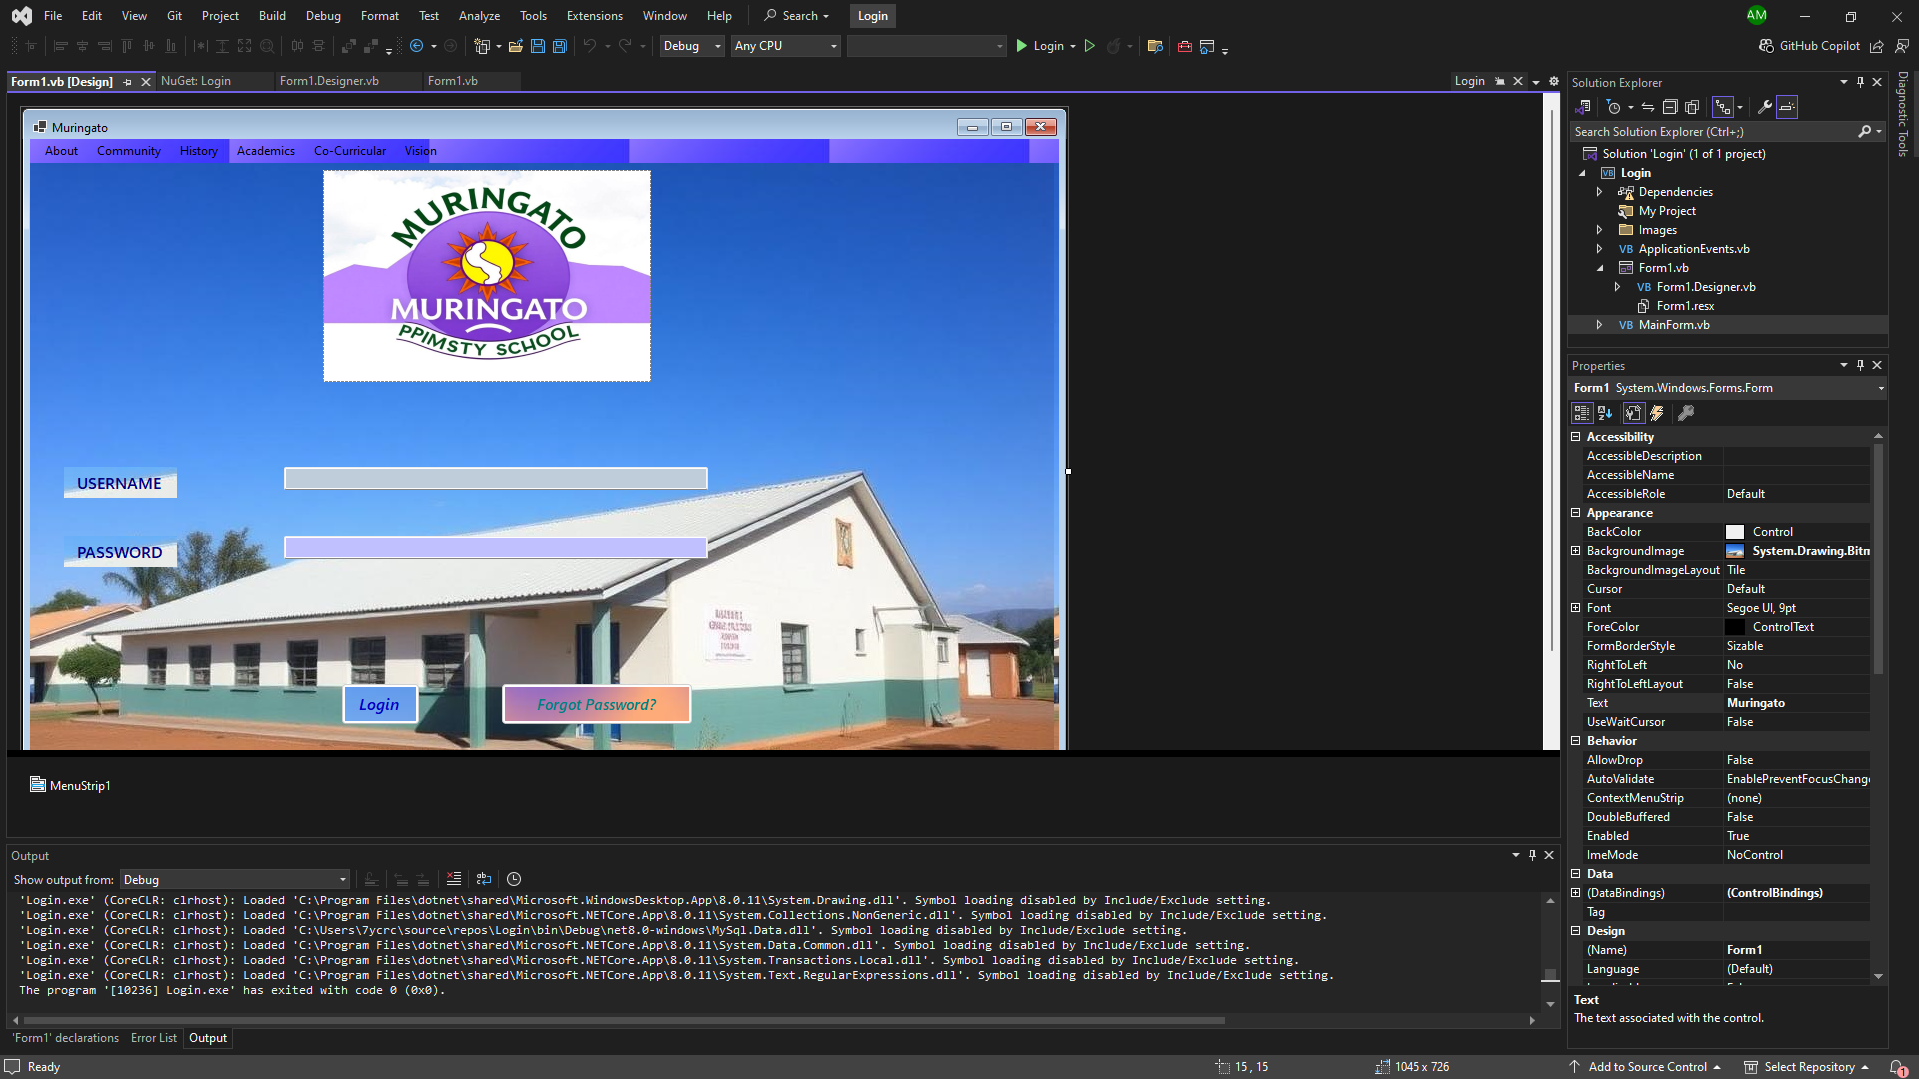 File Edit View Git Project Build Debug Format Test Analyze Tools Extensions Window Help Search Login AM
Debug Any CPU Login GitHub Copilot
Form1.vb [Design] NuGet: Login Form1.Designer.vb Form1.vb Login
Muringato
About Community History Academics Co-Curricular Vision
MURINGATO
MURINGATO
PPIMSTY SCHOOL
USERNAME
PASSWORD
Login
Forgot Password?
MenuStrip1
Output
Show output from: Debug
'Login.exe' (CoreCLR: clrhost): Loaded 'C:\Program Files\dotnet\shared\Microsoft.WindowsDesktop.App\8.0.11\System.Drawing.dll'. Symbol loading disabled by Include/Exclude setting.
'Login.exe' (CoreCLR: clrhost): Loaded 'C:\Program Files\dotnet\shared\Microsoft.NETCore.App\8.0.11\System.Collections.NonGeneric.dll'. Symbol loading disabled by Include/Exclude setting.
'Login.exe' (CoreCLR: clrhost): Loaded 'C:\Users\7ycrc\source\repos\Login\bin\Debug\net8.0-windows\MySql.Data.dll'. Symbol loading disabled by Include/Exclude setting.
'Login.exe' (CoreCLR: clrhost): Loaded 'C:\Program Files\dotnet\shared\Microsoft.NETCore.App\8.0.11\System.Data.Common.dll'. Symbol loading disabled by Include/Exclude setting.
'Login.exe' (CoreCLR: clrhost): Loaded 'C:\Program Files\dotnet\shared\Microsoft.NETCore.App\8.0.11\System.Transactions.Local.dll'. Symbol loading disabled by Include/Exclude setting.
'Login.exe' (CoreCLR: clrhost): Loaded 'C:\Program Files\dotnet\shared\Microsoft.NETCore.App\8.0.11\System.Text.RegularExpressions.dll'. Symbol loading disabled by Include/Exclude setting.
The program '[10236] Login.exe' has exited with code 0 (0x0).
'Form1' declarations Error List Output
Solution Explorer
Search Solution Explorer (Ctrl+;)
Solution 'Login' (1 of 1 project)
VB Login
Dependencies
My Project
Images
VB ApplicationEvents.vb
Form1.vb
VB Form1.Designer.vb
Form1.resx
VB MainForm.vb
Properties
Form1 System.Windows.Forms.Form
Accessibility
AccessibleDescription
AccessibleName
AccessibleRole Default
Appearance
BackColor Control
BackgroundImage System.Drawing.Bitm
BackgroundImageLayout Tile
Cursor Default
Font Segoe UI, 9pt
ForeColor ControlText
FormBorderStyle Sizable
RightToLeft No
RightToLeftLayout False
Text Muringato
UseWaitCursor False
Behavior
AllowDrop False
AutoValidate EnablePreventFocusChange
ContextMenuStrip (none)
DoubleBuffered False
Enabled True
ImeMode NoControl
Data
(DataBindings) (ControlBindings)
Tag
Design
(Name) Form1
Language (Default)
Text
The text associated with the control.
Diagnostic Tools
Ready 15 , 15 1045 x 726 Add to Source Control Select Repository 1